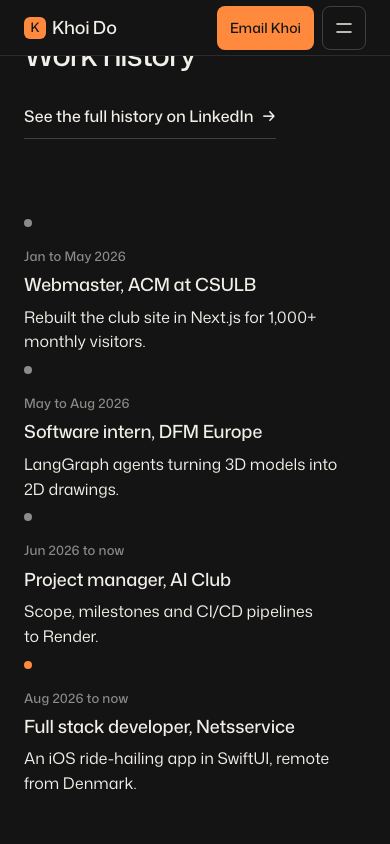 K Khoi Do
Email Khoi
Work history
See the full history on LinkedIn →
Jan to May 2026
Webmaster, ACM at CSULB
Rebuilt the club site in Next.js for 1,000+
monthly visitors.
May to Aug 2026
Software intern, DFM Europe
LangGraph agents turning 3D models into
2D drawings.
Jun 2026 to now
Project manager, AI Club
Scope, milestones and CI/CD pipelines
to Render.
Aug 2026 to now
Full stack developer, Netsservice
An iOS ride-hailing app in SwiftUI, remote
from Denmark.